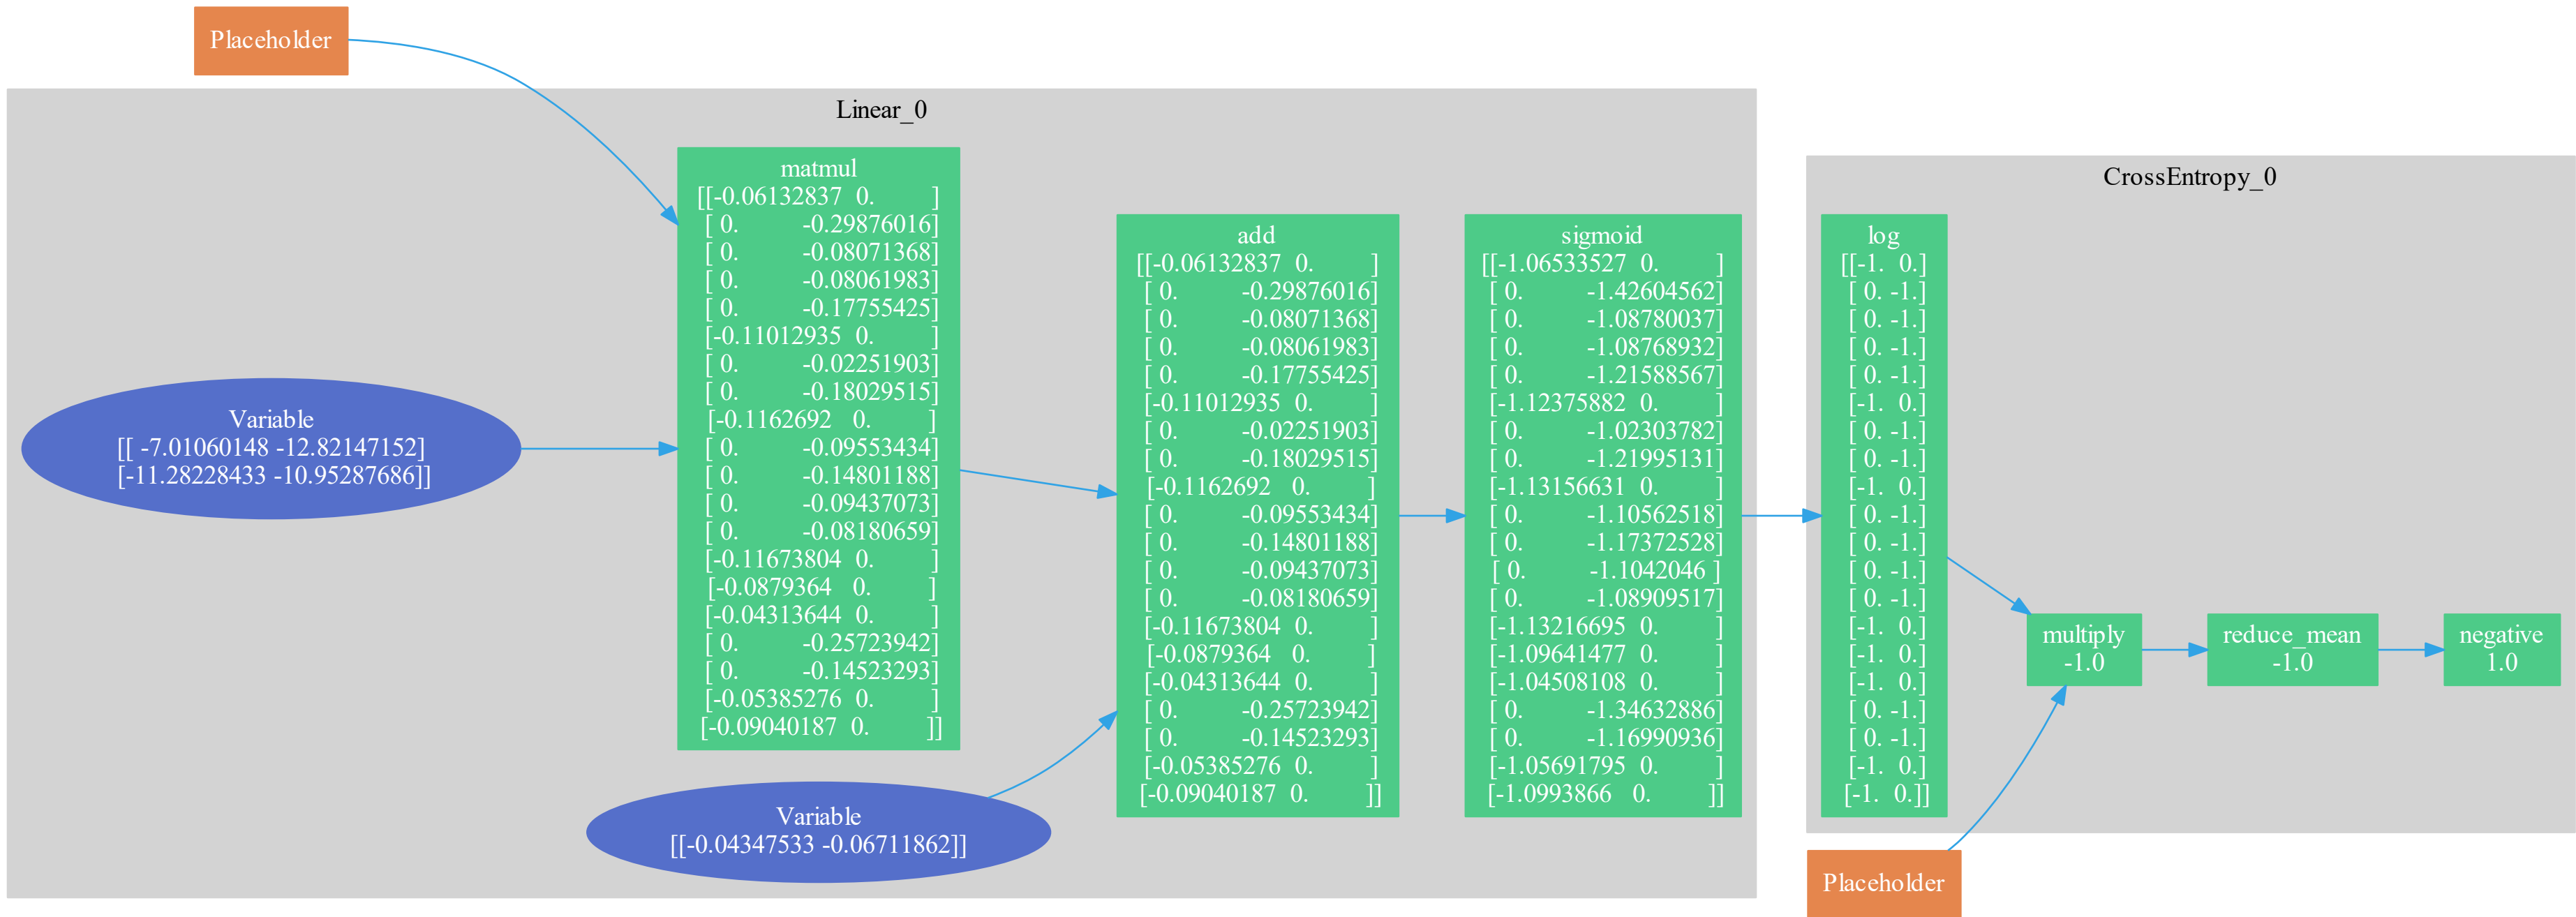 Placeholder
Linear_0
matmul
[[-0.06132837 0. ]
[ 0. -0.29876016]
[ 0. -0.08071368]
[ 0. -0.08061983]
[ 0. -0.17755425]
[-0.11012935 0. ]
[ 0. -0.02251903]
[ 0. -0.18029515]
[-0.1162692 0. ]
[ 0. -0.09553434]
[ 0. -0.14801188]
[ 0. -0.09437073]
[ 0. -0.08180659]
[-0.11673804 0. ]
[-0.0879364 0. ]
[-0.04313644 0. ]
[ 0. -0.25723942]
[ 0. -0.14523293]
[-0.05385276 0. ]
[-0.09040187 0. ]]
Variable
[[ -7.01060148 -12.82147152]
[-11.28228433 -10.95287686]]
Variable
[[-0.04347533 -0.06711862]]
add
[[-0.06132837 0. ]
[ 0. -0.29876016]
[ 0. -0.08071368]
[ 0. -0.08061983]
[ 0. -0.17755425]
[-0.11012935 0. ]
[ 0. -0.02251903]
[ 0. -0.18029515]
[-0.1162692 0. ]
[ 0. -0.09553434]
[ 0. -0.14801188]
[ 0. -0.09437073]
[ 0. -0.08180659]
[-0.11673804 0. ]
[-0.0879364 0. ]
[-0.04313644 0. ]
[ 0. -0.25723942]
[ 0. -0.14523293]
[-0.05385276 0. ]
[-0.09040187 0. ]]
sigmoid
[[-1.06533527 0. ]
[ 0. -1.42604562]
[ 0. -1.08780037]
[ 0. -1.08768932]
[ 0. -1.21588567]
[-1.12375882 0. ]
[ 0. -1.02303782]
[ 0. -1.21995131]
[-1.13156631 0. ]
[ 0. -1.10562518]
[ 0. -1.17372528]
[ 0. -1.1042046 ]
[ 0. -1.08909517]
[-1.13216695 0. ]
[-1.09641477 0. ]
[-1.04508108 0. ]
[ 0. -1.34632886]
[ 0. -1.16990936]
[-1.05691795 0. ]
[-1.0993866 0. ]]
CrossEntropy_0
log
[[-1. 0.]
[ 0. -1.]
[ 0. -1.]
[ 0. -1.]
[ 0. -1.]
[-1. 0.]
[ 0. -1.]
[ 0. -1.]
[-1. 0.]
[ 0. -1.]
[ 0. -1.]
[ 0. -1.]
[ 0. -1.]
[-1. 0.]
[-1. 0.]
[-1. 0.]
[ 0. -1.]
[ 0. -1.]
[-1. 0.]
[-1. 0.]]
multiply
-1.0
reduce_mean
-1.0
negative
1.0
Placeholder